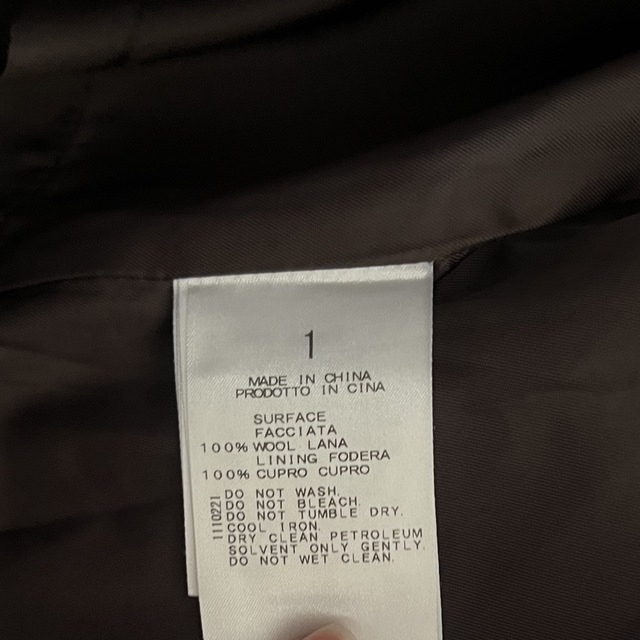 1
MADE IN CHINA
PRODOTTO IN CINA
SURFACE
FACCIATA
100% WOOL LANA
LINING FODERA
100% CUPRO CUPRO
DO NOT WASH.
DO NOT BLEACH.
DO NOT TUMBLE DRY.
COOL IRON.
DRY CLEAN PETROLEUM
SOLVENT ONLY GENTLY.
DO NOT WET CLEAN.
1110221